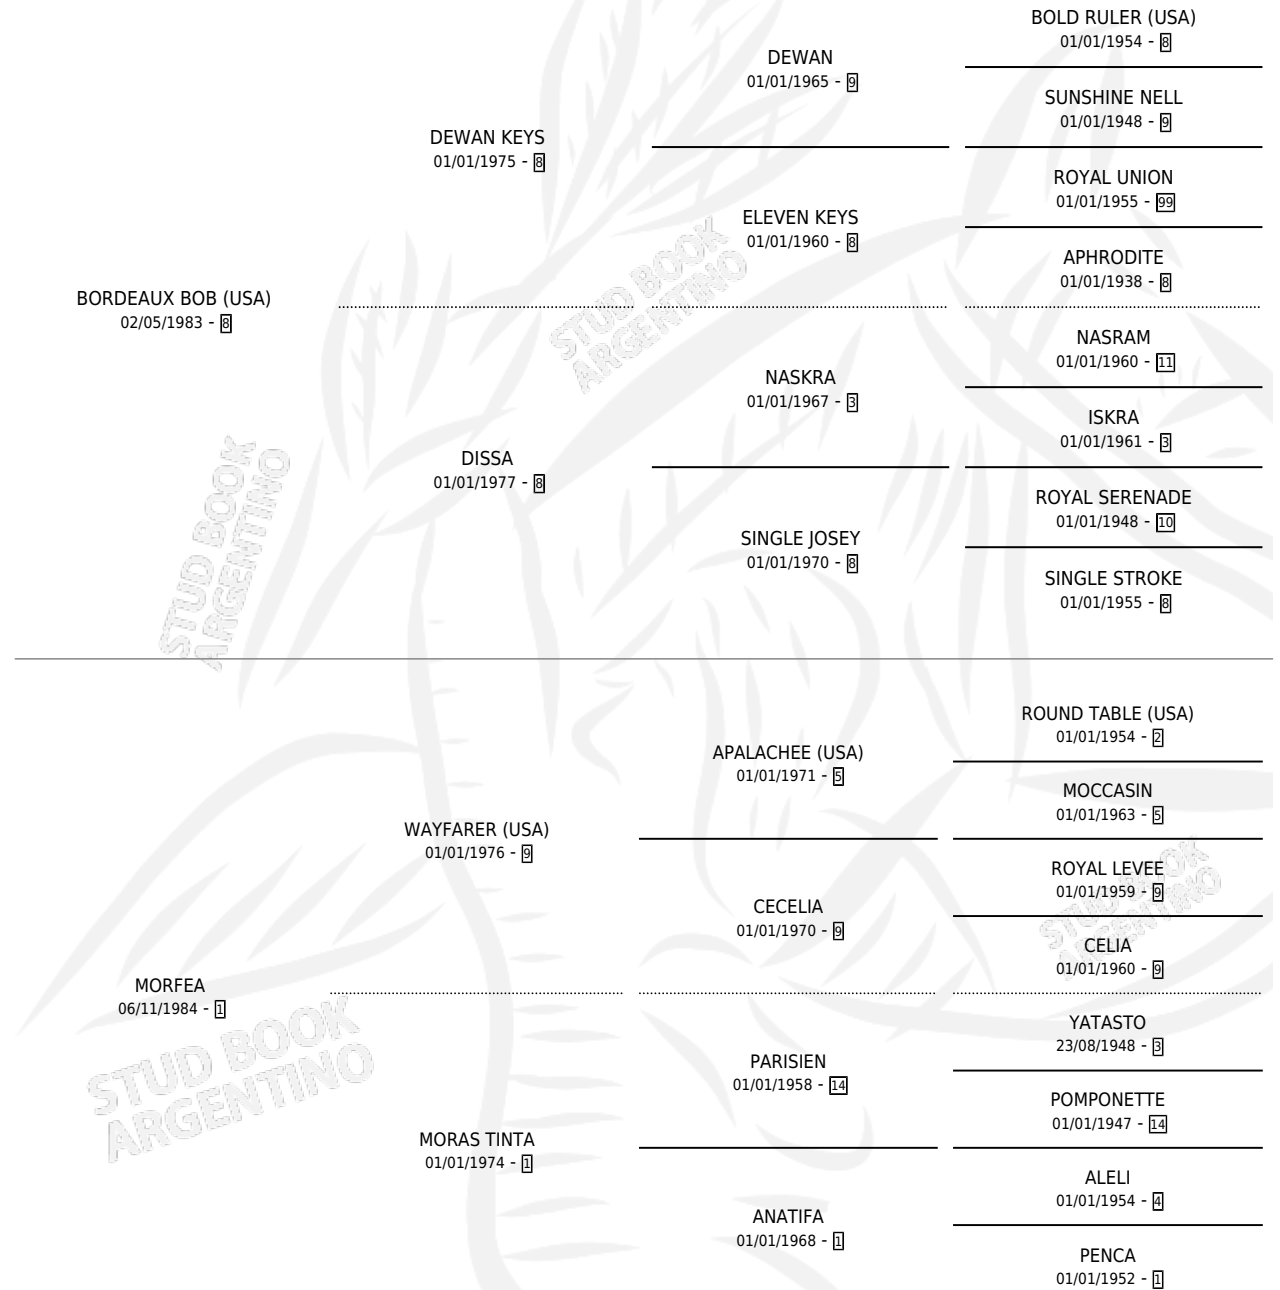 BOLD RULER (USA)
01/01/1954 - 8
DEWAN
01/01/1965 - 9
SUNSHINE NELL
01/01/1948 - 9
DEWAN KEYS
01/01/1975 - 8
ROYAL UNION
01/01/1955 - 99
ELEVEN KEYS
01/01/1960 - 8
APHRODITE
01/01/1938 - 8
BORDEAUX BOB (USA)
02/05/1983 - 8
STUD BOOK
ARGENTINO
NASRAM
01/01/1960 - 11
NASKRA
01/01/1967 - 3
ISKRA
01/01/1961 - 3
DISSA
01/01/1977 - 8
ROYAL SERENADE
01/01/1948 - 10
SINGLE JOSEY
01/01/1970 - 8
SINGLE STROKE
01/01/1955 - 8
STUD BOOK
ARGENTINO
ROUND TABLE (USA)
01/01/1954 - 2
APALACHEE (USA)
01/01/1971 - 5
MOCCASIN
01/01/1963 - 5
WAYFARER (USA)
01/01/1976 - 9
ROYAL LEVEE
01/01/1959 - 9
CECELIA
01/01/1970 - 9
STUD BOOK
ARGENTINO
CELIA
01/01/1960 - 9
MORFEA
06/11/1984 - 1
STUD BOOK
ARGENTINO
YATASTO
23/08/1948 - 3
PARISIEN
01/01/1958 - 14
POMPONETTE
01/01/1947 - 14
MORAS TINTA
01/01/1974 - 1
ALELI
01/01/1954 - 4
ANATIFA
01/01/1968 - 1
PENCA
01/01/1952 - 1